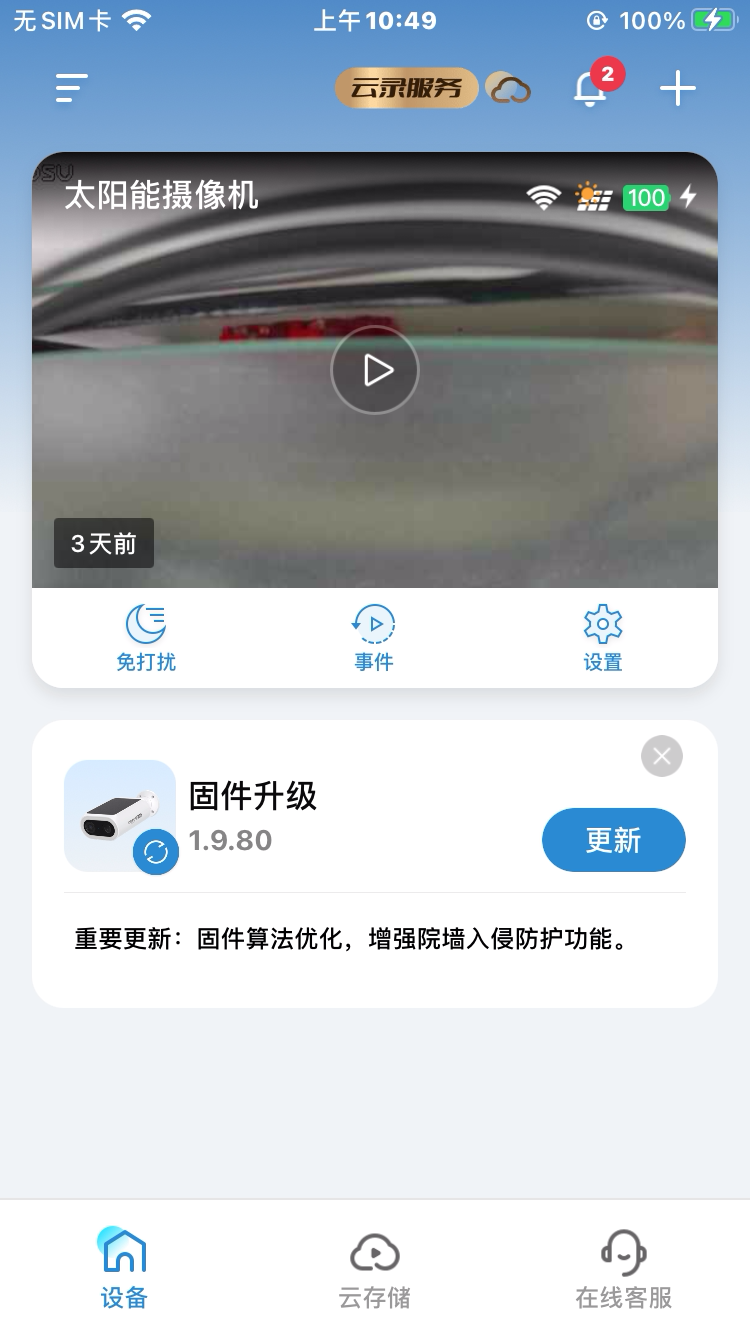 无SIM卡 上午10:49 100%
云录服务 2
太阳能摄像机 100
3天前
免打扰 事件 设置
固件升级
1.9.80
更新
重要更新：固件算法优化，增强院墙入侵防护功能。
设备 云存储 在线客服